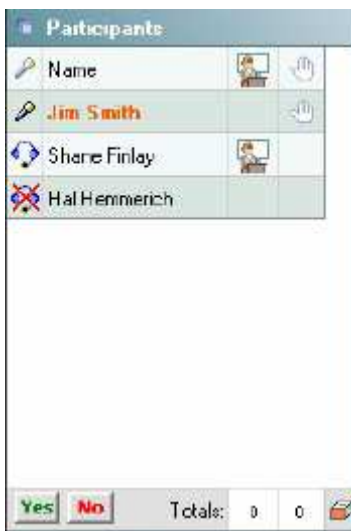 Participants
Name
Jim Smith
Shane Finlay
Hal Hemmerich
Yes No Totals: 0 0